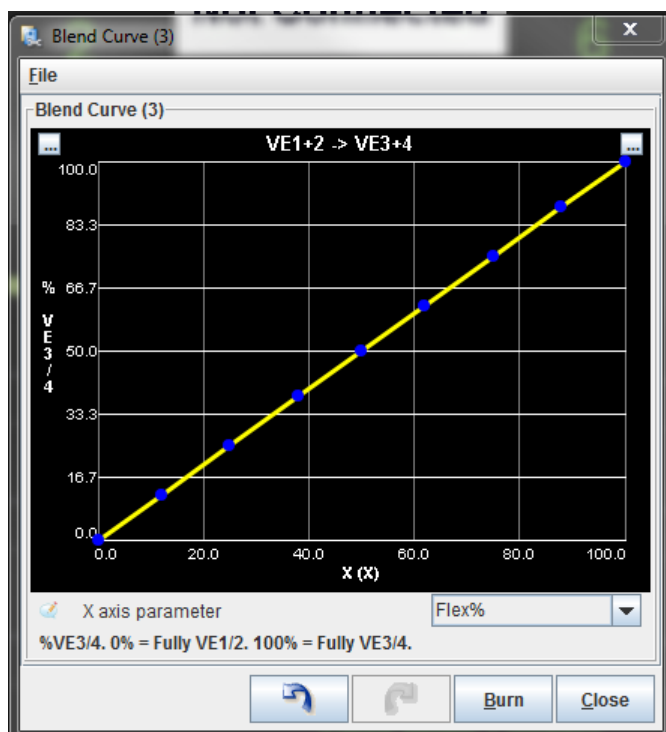 Not Connected
Blend Curve (3)
x
File
Blend Curve (3)
...
VE1+2 -> VE3+4
...
100.0
83.3
% 66.7
V
E
3 50.0
/
4
33.3
16.7
0.0
0.0 20.0 40.0 60.0 80.0 100.0
X (X)
X axis parameter Flex%
%VE3/4. 0% = Fully VE1/2. 100% = Fully VE3/4.
Burn Close